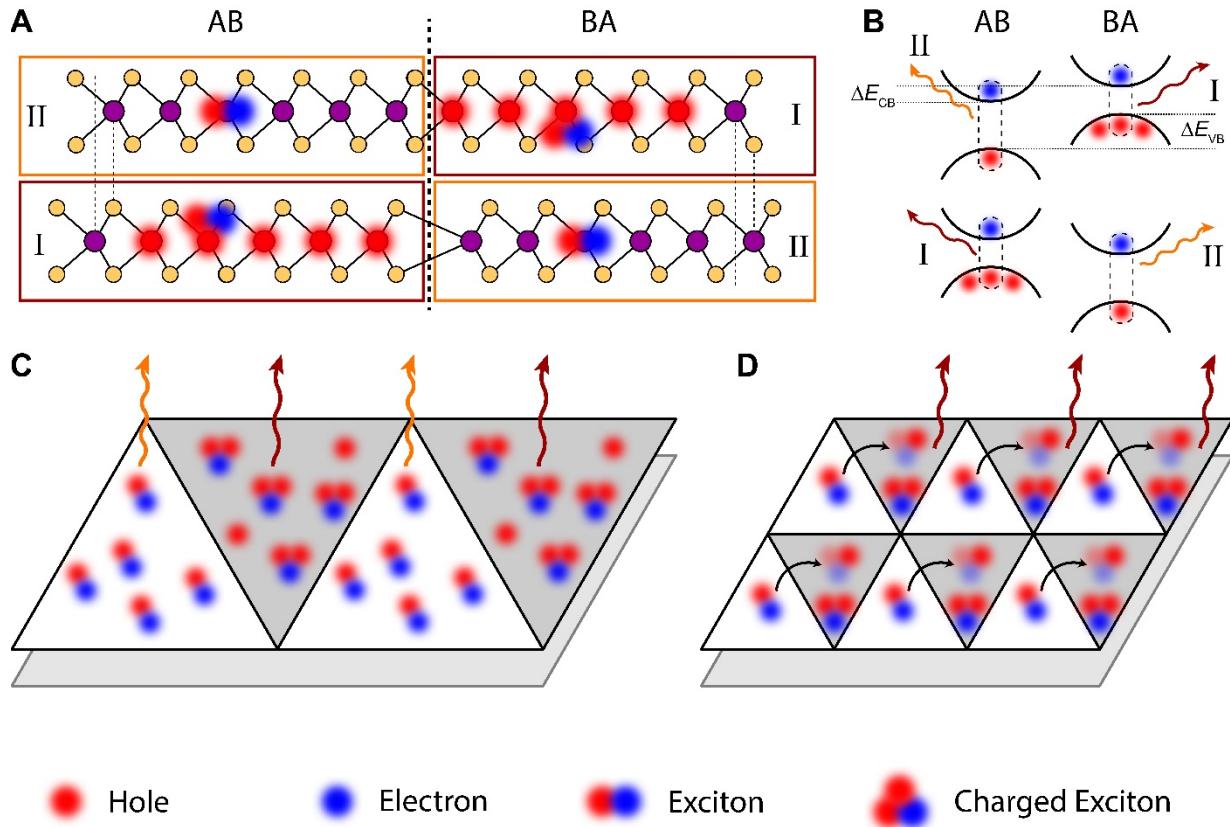 A
AB
BA
II
I
I
II
B
AB
BA
II
I
ΔE_CB
ΔE_VB
I
II
C
D
Hole
Electron
Exciton
Charged Exciton